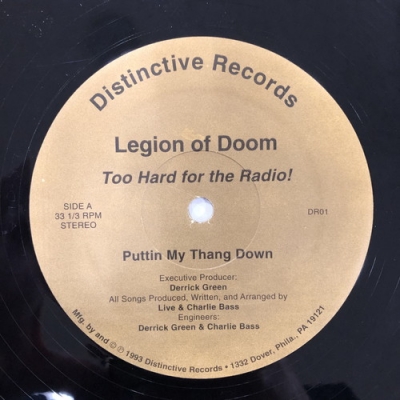 Distinctive Records
Legion of Doom
Too Hard for the Radio!
SIDE A
33 1/3 RPM
STEREO
DR01
Puttin My Thang Down
Executive Producer:
Derrick Green
All Songs Produced, Written, and Arranged by
Live & Charlie Bass
Engineers:
Derrick Green & Charlie Bass
Mfg. by and © ℗ 1993 Distinctive Records • 1332 Dover, Phila., PA 19121